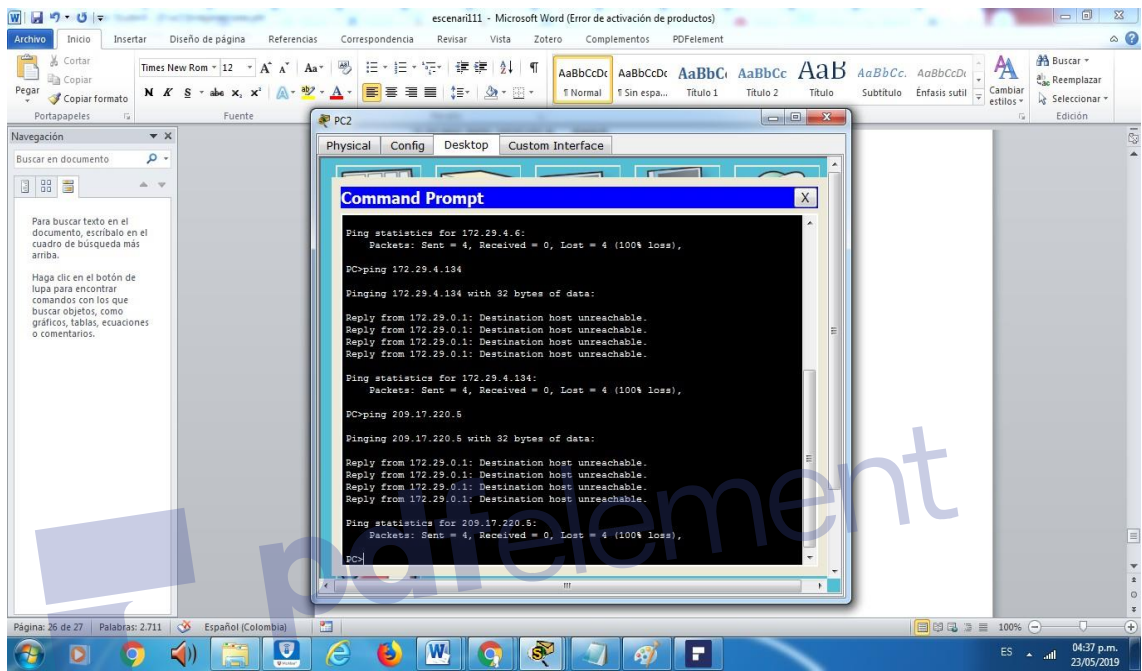 escenari111 - Microsoft Word (Error de activación de productos)
Archivo Inicio Insertar Diseño de página Referencias Correspondencia Revisar Vista Zotero Complementos PDFelement
Pegar
Cortar
Copiar
Copiar formato
Portapapeles
Times New Rom 12
N K S abc x, x²
Fuente
AaBbCcDc AaBbCcDc AaBbC AaBbCc AaB AaBbCc. AaBbCcDc
¶ Normal ¶ Sin espa... Título 1 Título 2 Título Subtítulo Énfasis sutil
Cambiar estilos
Buscar
Reemplazar
Seleccionar
Edición
Navegación
Buscar en documento
Para buscar texto en el
documento, escríbalo en el
cuadro de búsqueda más
arriba.
Haga clic en el botón de
lupa para encontrar
comandos con los que
buscar objetos, como
gráficos, tablas, ecuaciones
o comentarios.
PC2
Physical Config Desktop Custom Interface
Command Prompt X
Ping statistics for 172.29.4.6:
Packets: Sent = 4, Received = 0, Lost = 4 (100% loss),
PC>ping 172.29.4.134
Pinging 172.29.4.134 with 32 bytes of data:
Reply from 172.29.0.1: Destination host unreachable.
Reply from 172.29.0.1: Destination host unreachable.
Reply from 172.29.0.1: Destination host unreachable.
Reply from 172.29.0.1: Destination host unreachable.
Ping statistics for 172.29.4.134:
Packets: Sent = 4, Received = 0, Lost = 4 (100% loss),
PC>ping 209.17.220.5
Pinging 209.17.220.5 with 32 bytes of data:
Reply from 172.29.0.1: Destination host unreachable.
Reply from 172.29.0.1: Destination host unreachable.
Reply from 172.29.0.1: Destination host unreachable.
Reply from 172.29.0.1: Destination host unreachable.
Ping statistics for 209.17.220.5:
Packets: Sent = 4, Received = 0, Lost = 4 (100% loss),
PC>
pdfelement
Página: 26 de 27 Palabras: 2.711 Español (Colombia) 100%
ES 04:37 p.m.
23/05/2019